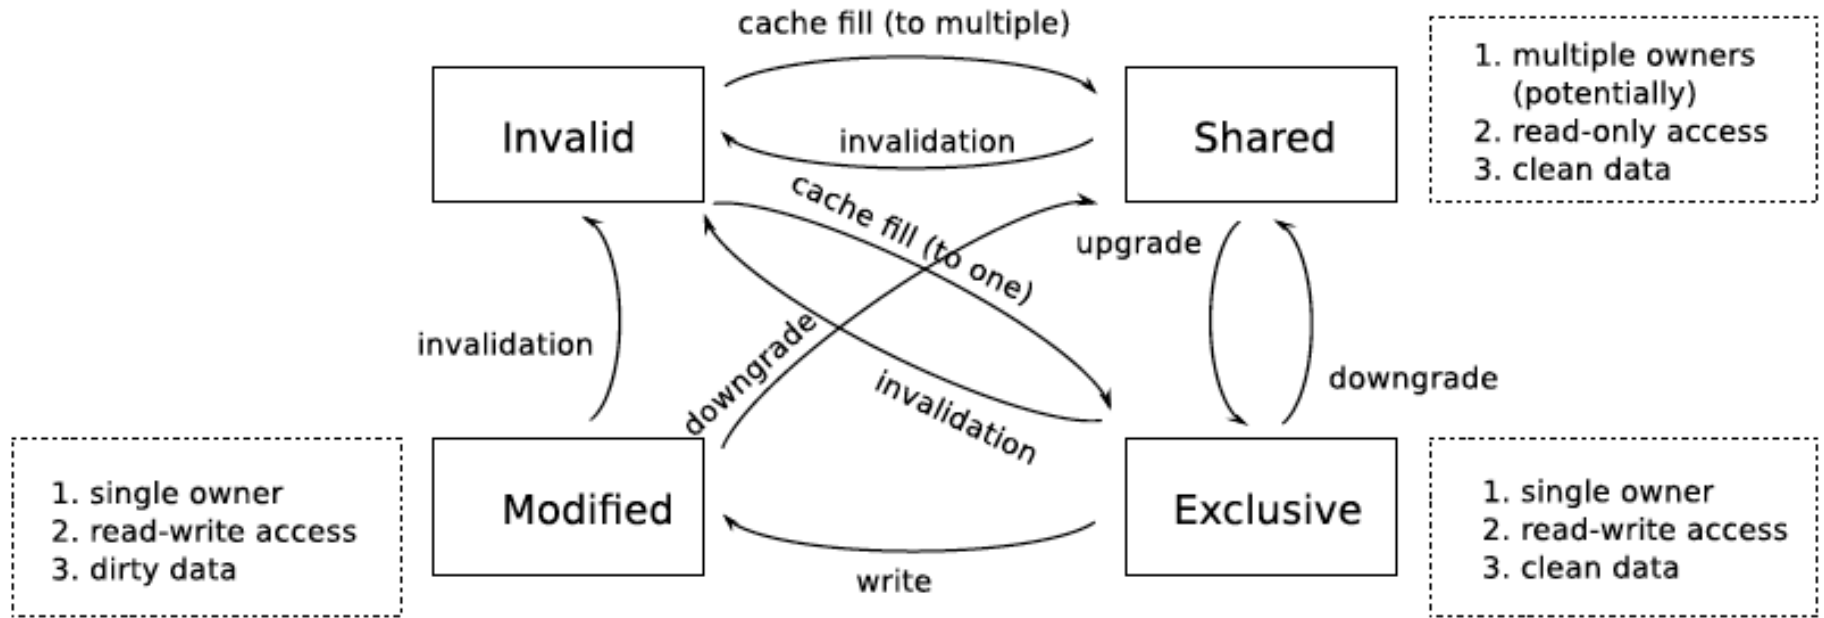 cache fill (to multiple)
Invalid
invalidation
Shared
1. multiple owners
(potentially)
2. read-only access
3. clean data
cache fill (to one)
upgrade
invalidation
downgrade
invalidation
downgrade
1. single owner
2. read-write access
3. dirty data
Modified
write
Exclusive
1. single owner
2. read-write access
3. clean data